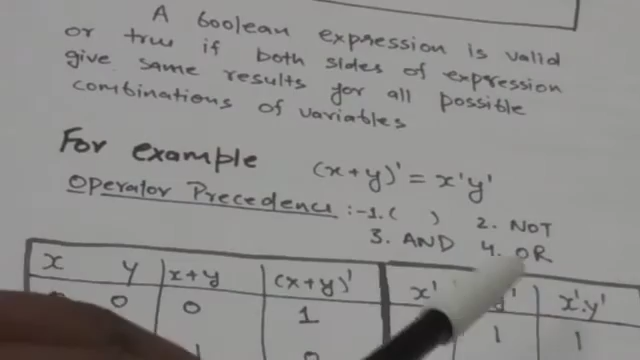 A boolean expression is valid
or true if both sides of expression
give same results for all possible
combinations of variables
For example (x+y)' = x'y'
Operator Precedence :- 1. ( ) 2. NOT
3. AND 4. OR
x y x+y (x+y)' x' x'.y'
0 0 1 1 1